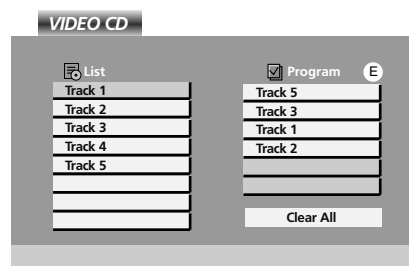 VIDEO CD
List
Track 1
Track 2
Track 3
Track 4
Track 5
Program E
Track 5
Track 3
Track 1
Track 2
Clear All